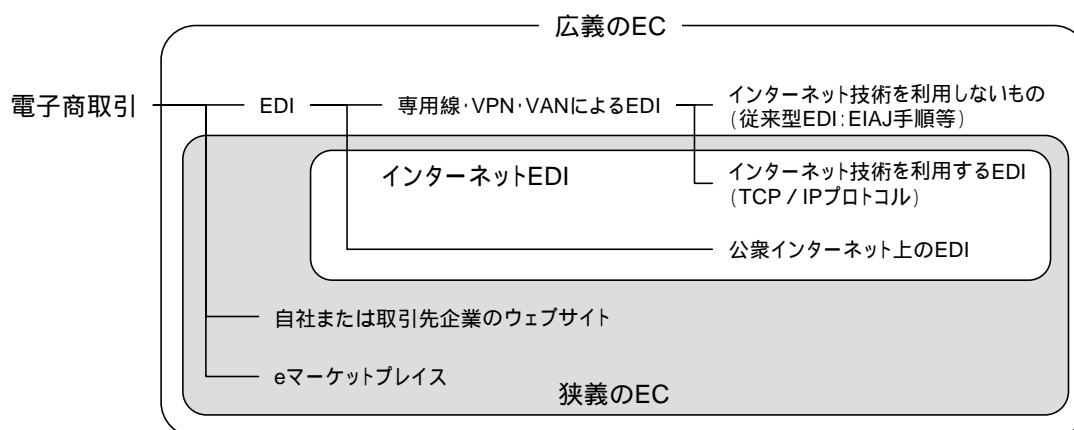 広義のEC
電子商取引
EDI
専用線・VPN・VANによるEDI
インターネット技術を利用しないもの
(従来型EDI:EIAJ手順等)
インターネットEDI
インターネット技術を利用するEDI
(TCP/IPプロトコル)
公衆インターネット上のEDI
自社または取引先企業のウェブサイト
eマーケットプレイス
狭義のEC